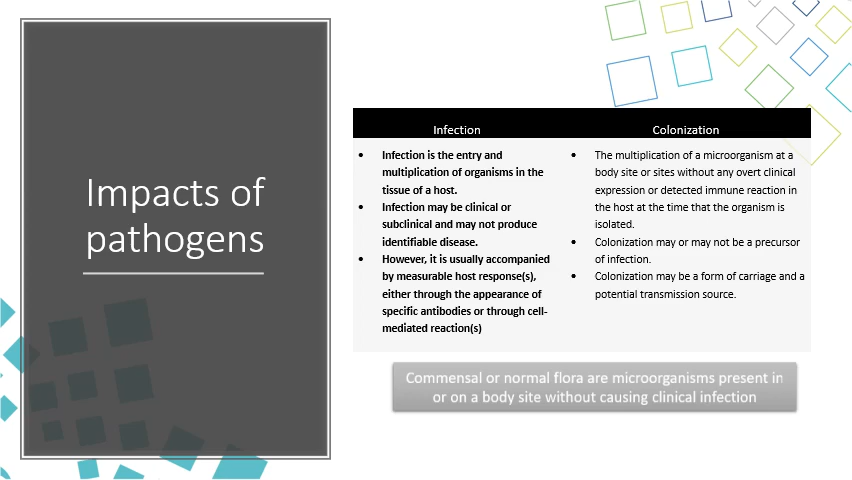 Impacts of
pathogens
Infection
Colonization
• Infection is the entry and
multiplication of organisms in the
tissue of a host.
• Infection may be clinical or
subclinical and may not produce
identifiable disease.
• However, it is usually accompanied
by measurable host response(s),
either through the appearance of
specific antibodies or through cell-
mediated reaction(s)
• The multiplication of a microorganism at a
body site or sites without any overt clinical
expression or detected immune reaction in
the host at the time that the organism is
isolated.
• Colonization may or may not be a precursor
of infection.
• Colonization may be a form of carriage and a
potential transmission source.
Commensal or normal flora are microorganisms present in
or on a body site without causing clinical infection